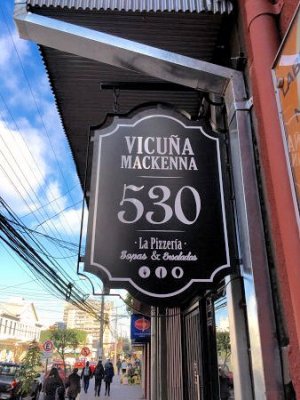 VICUÑA
MACKENNA
530
· La Pizzería ·
Sopas & Ensaladas